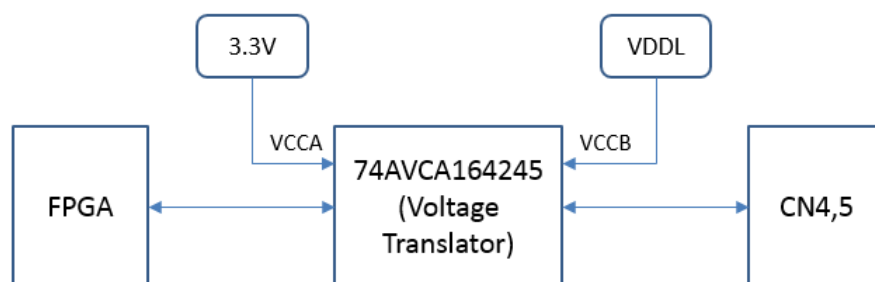 3.3V
VDDL
VCCA
VCCB
FPGA
74AVCA164245
(Voltage
Translator)
CN4,5